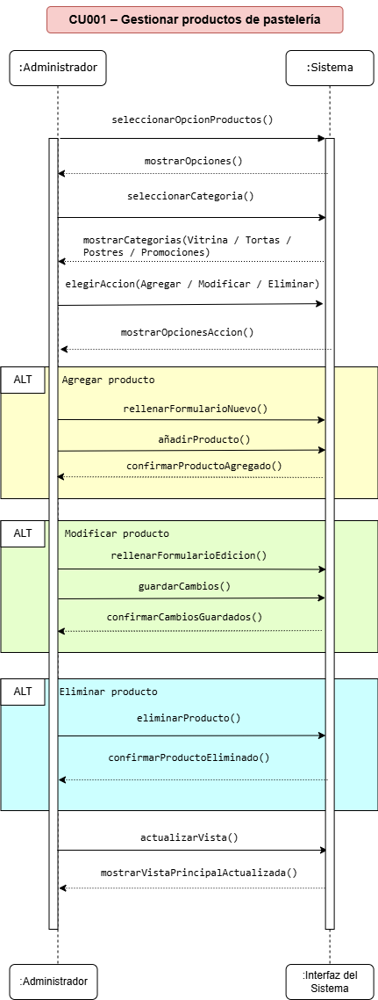 CU001 – Gestionar productos de pastelería
:Administrador
:Sistema
seleccionarOpcionProductos()
mostrarOpciones()
seleccionarCategoria()
mostrarCategorias(Vitrina / Tortas /
Postres / Promociones)
elegirAccion(Agregar / Modificar / Eliminar)
mostrarOpcionesAccion()
ALT
Agregar producto
rellenarFormularioNuevo()
añadirProducto()
confirmarProductoAgregado()
ALT
Modificar producto
rellenarFormularioEdicion()
guardarCambios()
confirmarCambiosGuardados()
ALT
Eliminar producto
eliminarProducto()
confirmarProductoEliminado()
actualizarVista()
mostrarVistaPrincipalActualizada()
:Administrador
:Interfaz del
Sistema